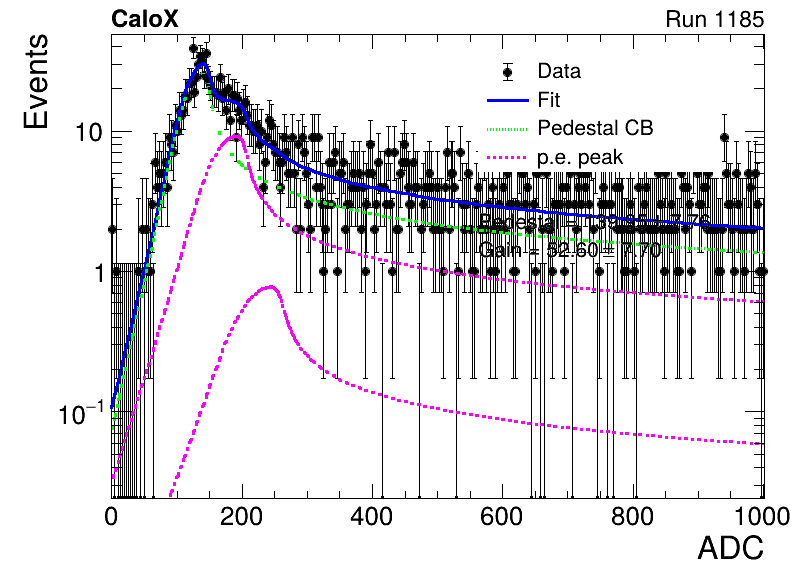 CaloX Run 1185
Events
Data
Fit
Pedestal CB
p.e. peak
10
1
10⁻¹
Gain = 52.60 ± 7.70
0 200 400 600 800 1000
ADC